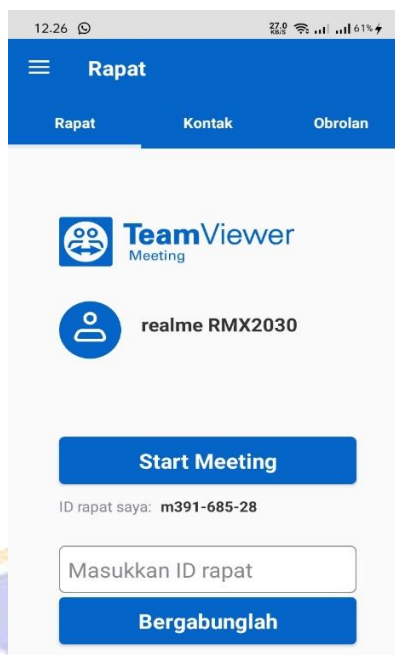 12.26 27.0 KB/S 61%
Rapat
Rapat Kontak Obrolan
TeamViewer
Meeting
realme RMX2030
Start Meeting
ID rapat saya: m391-685-28
Masukkan ID rapat
Bergabunglah